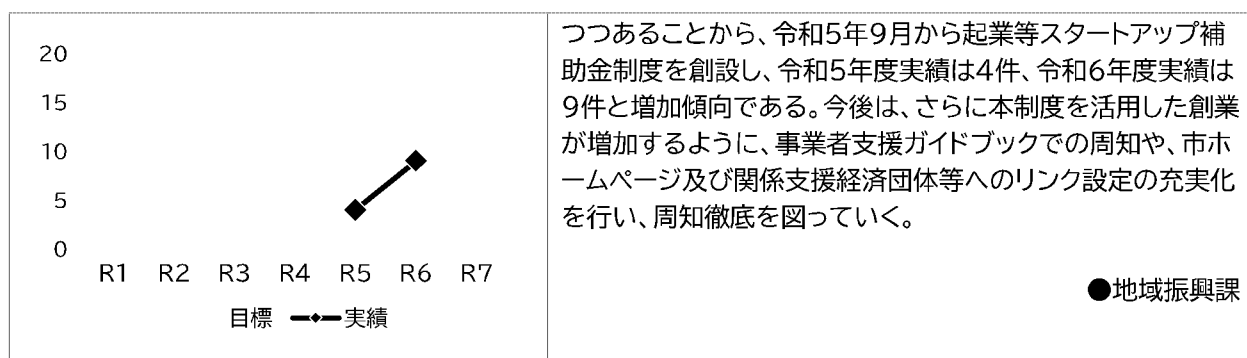 20
15
10
5
0
R1 R2 R3 R4 R5 R6 R7
目標 実績
つつあることから、令和5年9月から起業等スタートアップ補
助金制度を創設し、令和5年度実績は4件、令和6年度実績は
9件と増加傾向である。今後は、さらに本制度を活用した創業
が増加するように、事業者支援ガイドブックでの周知や、市ホ
ームページ及び関係支援経済団体等へのリンク設定の充実化
を行い、周知徹底を図っていく。
●地域振興課